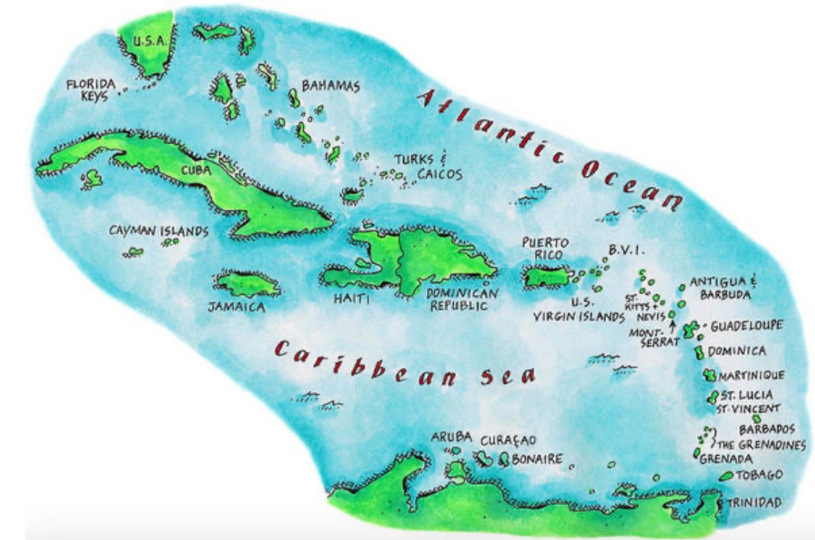 U.S.A.
FLORIDA
KEYS
BAHAMAS
Atlantic Ocean
TURKS &
CAICOS
CUBA
CAYMAN ISLANDS
JAMAICA
HAITI
DOMINICAN
REPUBLIC
PUERTO
RICO
B.V.I.
U.S.
VIRGIN ISLANDS
ST.
KITTS +
NEVIS
MONT-
SERRAT
ANTIGUA &
BARBUDA
GUADELOUPE
DOMINICA
MARTINIQUE
ST. LUCIA
ST. VINCENT
BARBADOS
THE GRENADINES
GRENADA
TOBAGO
TRINIDAD
Caribbean Sea
ARUBA
CURAÇAO
BONAIRE